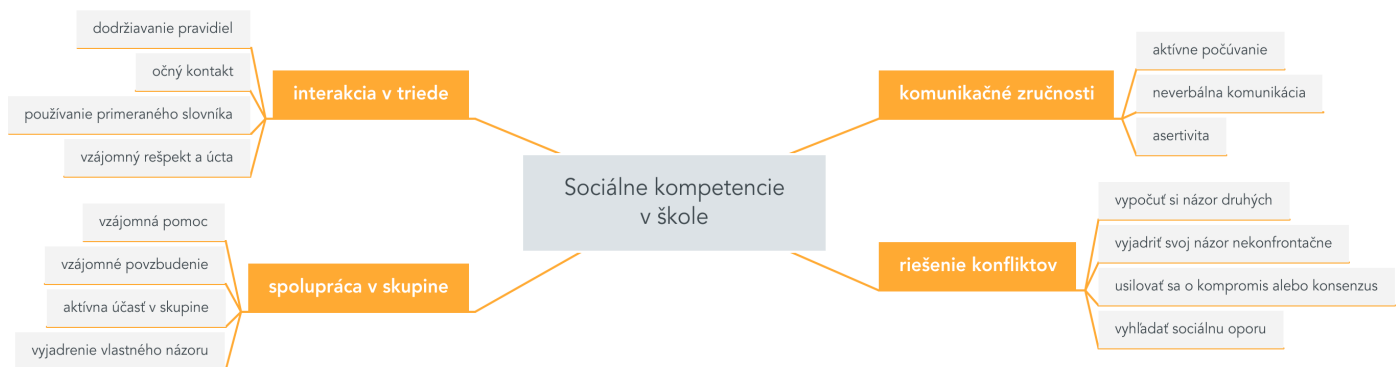 Sociálne kompetencie
v škole
interakcia v triede
dodržiavanie pravidiel
očný kontakt
používanie primeraného slovníka
vzájomný rešpekt a úcta
spolupráca v skupine
vzájomná pomoc
vzájomné povzbudenie
aktívna účasť v skupine
vyjadrenie vlastného názoru
komunikačné zručnosti
aktívne počúvanie
neverbálna komunikácia
asertivita
riešenie konfliktov
vypočuť si názor druhých
vyjadriť svoj názor nekonfrontačne
usilovať sa o kompromis alebo konsenzus
vyhľadať sociálnu oporu